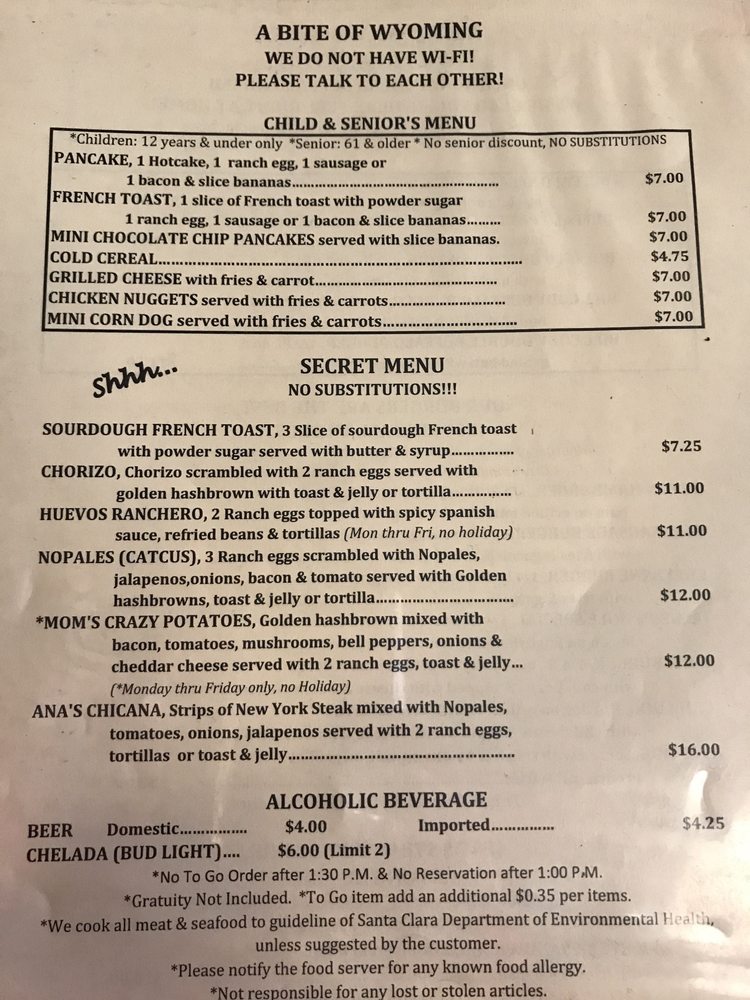 A BITE OF WYOMING
WE DO NOT HAVE WI-FI!
PLEASE TALK TO EACH OTHER!
CHILD & SENIOR'S MENU
*Children: 12 years & under only *Senior: 61 & older * No senior discount, NO SUBSTITUTIONS
PANCAKE, 1 Hotcake, 1 ranch egg, 1 sausage or
1 bacon & slice bananas.................................................... $7.00
FRENCH TOAST, 1 slice of French toast with powder sugar
1 ranch egg, 1 sausage or 1 bacon & slice bananas......... $7.00
MINI CHOCOLATE CHIP PANCAKES served with slice bananas. $7.00
COLD CEREAL......................................................................................... $4.75
GRILLED CHEESE with fries & carrot............................................. $7.00
CHICKEN NUGGETS served with fries & carrots............................. $7.00
MINI CORN DOG served with fries & carrots................................. $7.00
Shhh...
SECRET MENU
NO SUBSTITUTIONS!!!
SOURDOUGH FRENCH TOAST, 3 Slice of sourdough French toast
with powder sugar served with butter & syrup................ $7.25
CHORIZO, Chorizo scrambled with 2 ranch eggs served with
golden hashbrown with toast & jelly or tortilla............... $11.00
HUEVOS RANCHERO, 2 Ranch eggs topped with spicy spanish
sauce, refried beans & tortillas (Mon thru Fri, no holiday) $11.00
NOPALES (CATCUS), 3 Ranch eggs scrambled with Nopales,
jalapenos,onions, bacon & tomato served with Golden
hashbrowns, toast & jelly or tortilla.................................. $12.00
*MOM'S CRAZY POTATOES, Golden hashbrown mixed with
bacon, tomatoes, mushrooms, bell peppers, onions &
cheddar cheese served with 2 ranch eggs, toast & jelly... $12.00
(*Monday thru Friday only, no Holiday)
ANA'S CHICANA, Strips of New York Steak mixed with Nopales,
tomatoes, onions, jalapenos served with 2 ranch eggs,
tortillas or toast & jelly........................................................ $16.00
ALCOHOLIC BEVERAGE
BEER Domestic................. $4.00 Imported............... $4.25
CHELADA (BUD LIGHT).... $6.00 (Limit 2)
*No To Go Order after 1:30 P.M. & No Reservation after 1:00 P.M.
*Gratuity Not Included. *To Go item add an additional $0.35 per items.
*We cook all meat & seafood to guideline of Santa Clara Department of Environmental Health,
unless suggested by the customer.
*Please notify the food server for any known food allergy.
*Not responsible for any lost or stolen articles.